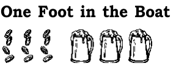 One Foot in the Boat